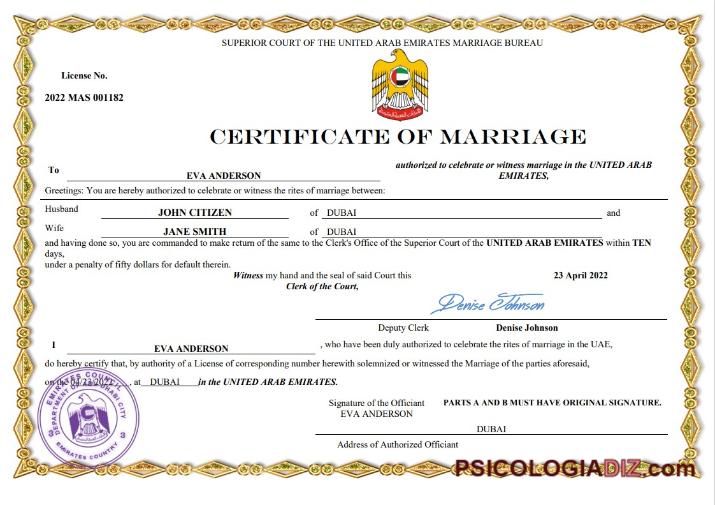 SUPERIOR COURT OF THE UNITED ARAB EMIRATES MARRIAGE BUREAU
License No.
2022 MAS 001182
CERTIFICATE OF MARRIAGE
To EVA ANDERSON authorized to celebrate or witness marriage in the UNITED ARAB
EMIRATES,
Greetings: You are hereby authorized to celebrate or witness the rites of marriage between:
Husband JOHN CITIZEN of DUBAI and
Wife JANE SMITH of DUBAI
and having done so, you are commanded to make return of the same to the Clerk's Office of the Superior Court of the UNITED ARAB EMIRATES within TEN
days,
under a penalty of fifty dollars for default therein.
Witness my hand and the seal of said Court this 23 April 2022
Clerk of the Court,
Denise Johnson
Deputy Clerk Denise Johnson
I EVA ANDERSON , who have been duly authorized to celebrate the rites of marriage in the UAE,
do hereby certify that, by authority of a License of corresponding number herewith solemnized or witnessed the Marriage of the parties aforesaid,
on the 04/23/2022 , at DUBAI in the UNITED ARAB EMIRATES.
EMIRATES COUNCIL
EMIRATES COUNTRY
Signature of the Officiant PARTS A AND B MUST HAVE ORIGINAL SIGNATURE.
EVA ANDERSON
DUBAI
Address of Authorized Officiant
PSICOLOGIADIZ.com